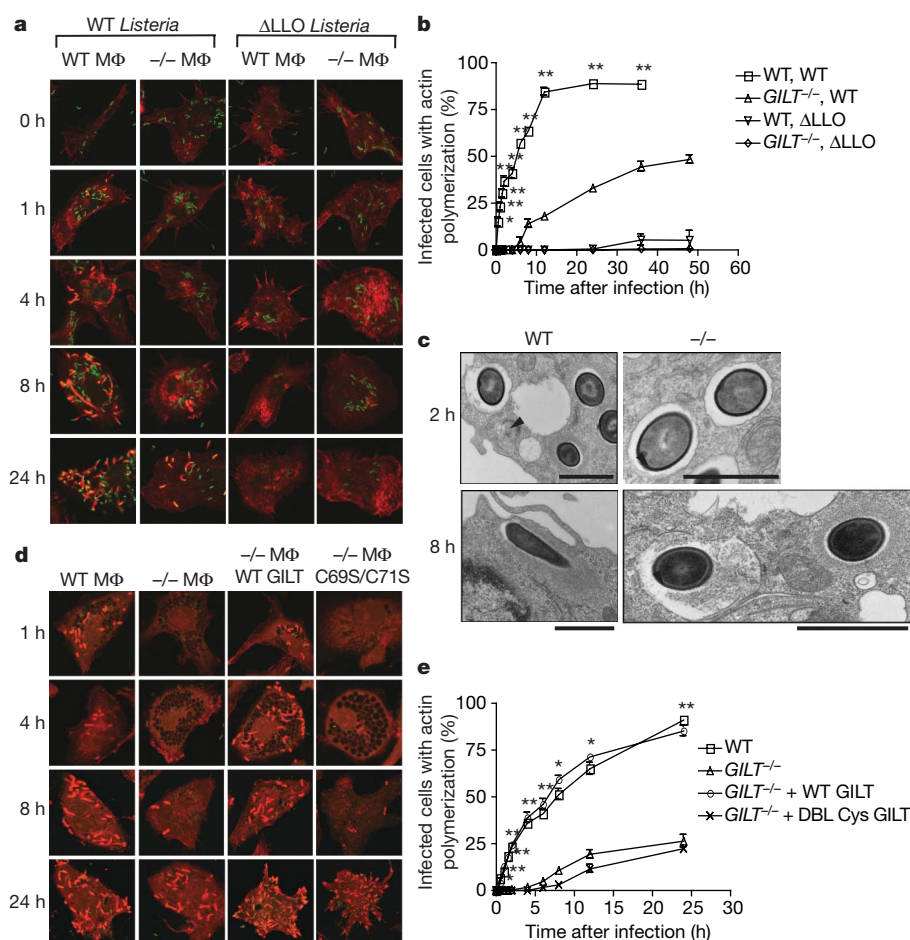 a
WT Listeria
ΔLLO Listeria
WT MΦ
–/– MΦ
WT MΦ
–/– MΦ
0 h
1 h
4 h
8 h
24 h
b
Infected cells with actin
polymerization (%)
100
75
50
25
0
0 10 20 30 40 50 60
Time after infection (h)
** ** **
**
**
**
**
**
**
*
WT, WT
GILT–/–, WT
WT, ΔLLO
GILT–/–, ΔLLO
c
WT
–/–
2 h
8 h
d
WT MΦ
–/– MΦ
–/– MΦ
WT GILT
–/– MΦ
C69S/C71S
1 h
4 h
8 h
24 h
e
Infected cells with actin
polymerization (%)
100
75
50
25
0
0 5 10 15 20 25 30
Time after infection (h)
**
*
*
**
**
**
**
**
*
WT
GILT–/–
GILT–/– + WT GILT
GILT–/– + DBL Cys GILT